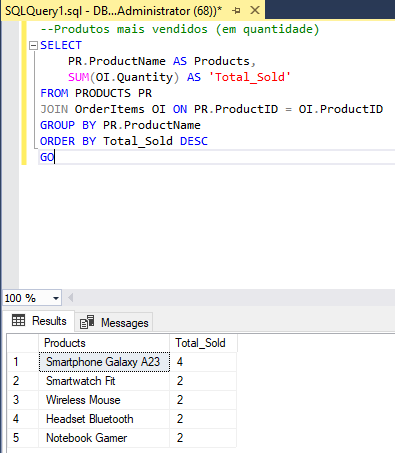 SQLQuery1.sql - DB...Administrator (68))*
--Produtos mais vendidos (em quantidade)
SELECT
PR.ProductName AS Products,
SUM(OI.Quantity) AS 'Total_Sold'
FROM PRODUCTS PR
JOIN OrderItems OI ON PR.ProductID = OI.ProductID
GROUP BY PR.ProductName
ORDER BY Total_Sold DESC
GO
100 %
Results Messages
Products Total_Sold
1 Smartphone Galaxy A23 4
2 Smartwatch Fit 2
3 Wireless Mouse 2
4 Headset Bluetooth 2
5 Notebook Gamer 2